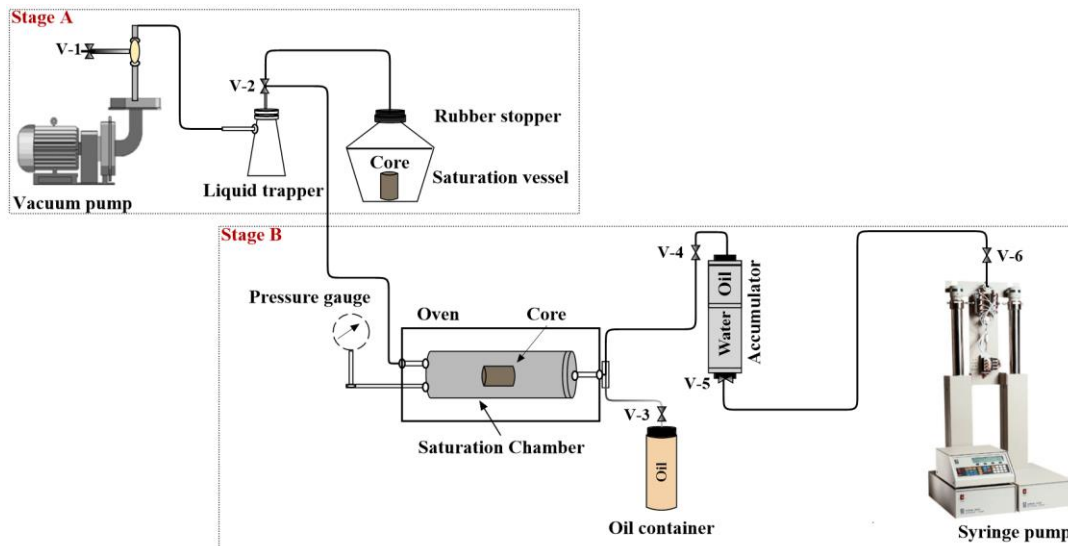 Stage A
V-1
V-2
Rubber stopper
Core
Saturation vessel
Liquid trapper
Vacuum pump
Stage B
V-4
V-6
Pressure gauge
Oven
Core
Oil
Water
Accumulator
V-5
V-3
Saturation Chamber
Oil
Oil container
Syringe pump